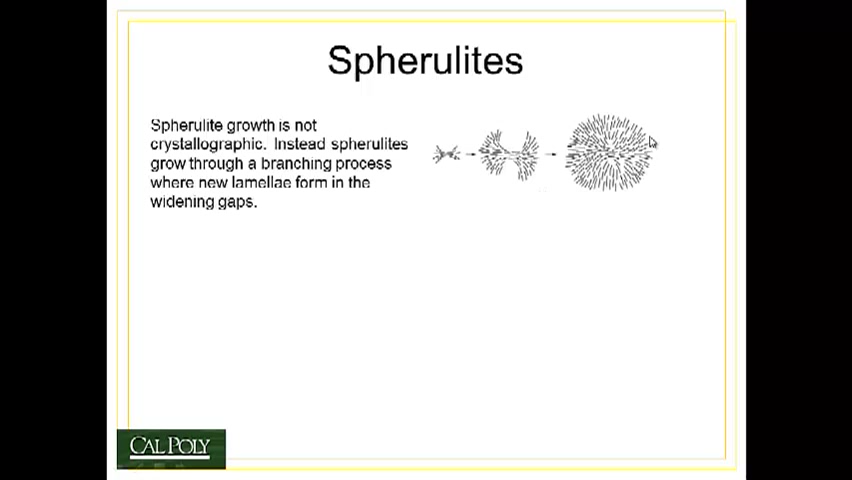 Spherulites
Spherulite growth is not
crystallographic. Instead spherulites
grow through a branching process
where new lamellae form in the
widening gaps.
CAL POLY